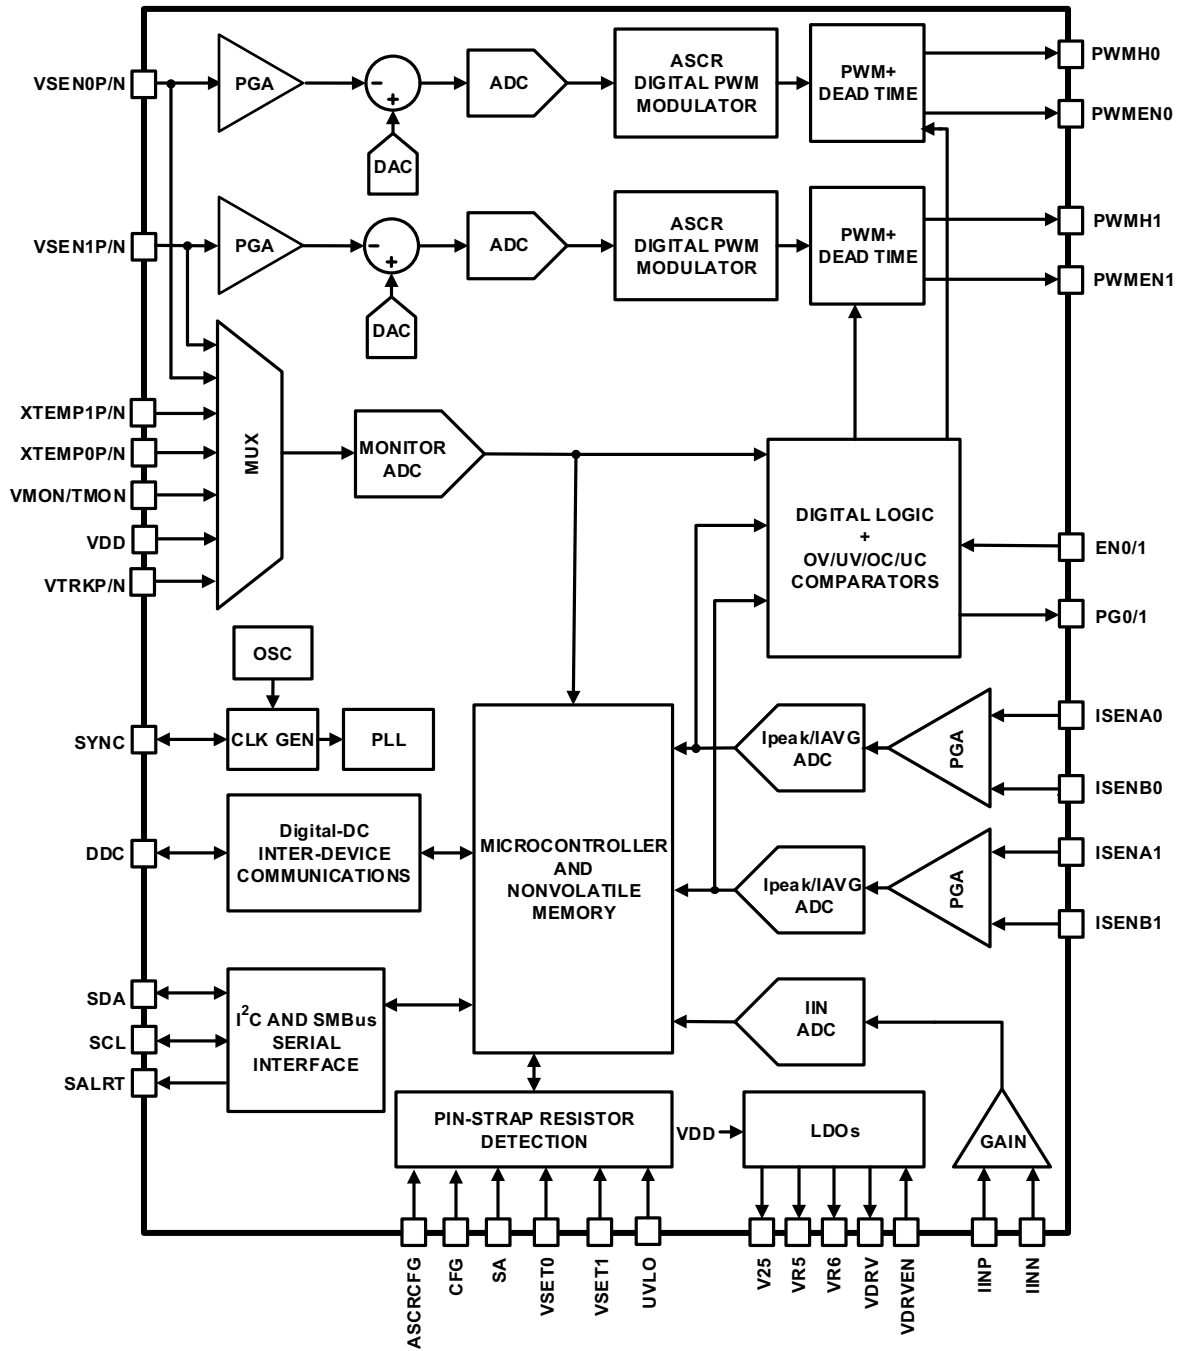 VSEN0P/N
PGA
−
+
DAC
ADC
ASCR
DIGITAL PWM
MODULATOR
PWM+
DEAD TIME
PWMH0
PWMEN0
VSEN1P/N
PGA
−
+
DAC
ADC
ASCR
DIGITAL PWM
MODULATOR
PWM+
DEAD TIME
PWMH1
PWMEN1
XTEMP1P/N
XTEMP0P/N
VMON/TMON
VDD
VTRKP/N
MUX
MONITOR
ADC
DIGITAL LOGIC
+
OV/UV/OC/UC
COMPARATORS
EN0/1
PG0/1
OSC
SYNC
CLK GEN
PLL
DDC
Digital-DC
INTER-DEVICE
COMMUNICATIONS
MICROCONTROLLER
AND
NONVOLATILE
MEMORY
Ipeak/IAVG
ADC
PGA
ISENA0
ISENB0
Ipeak/IAVG
ADC
PGA
ISENA1
ISENB1
SDA
SCL
SALRT
I²C AND SMBus
SERIAL
INTERFACE
IIN
ADC
GAIN
PIN-STRAP RESISTOR
DETECTION
VDD
LDOs
ASCRCFG
CFG
SA
VSET0
VSET1
UVLO
V25
VR5
VR6
VDRV
VDRVEN
IINP
IINN